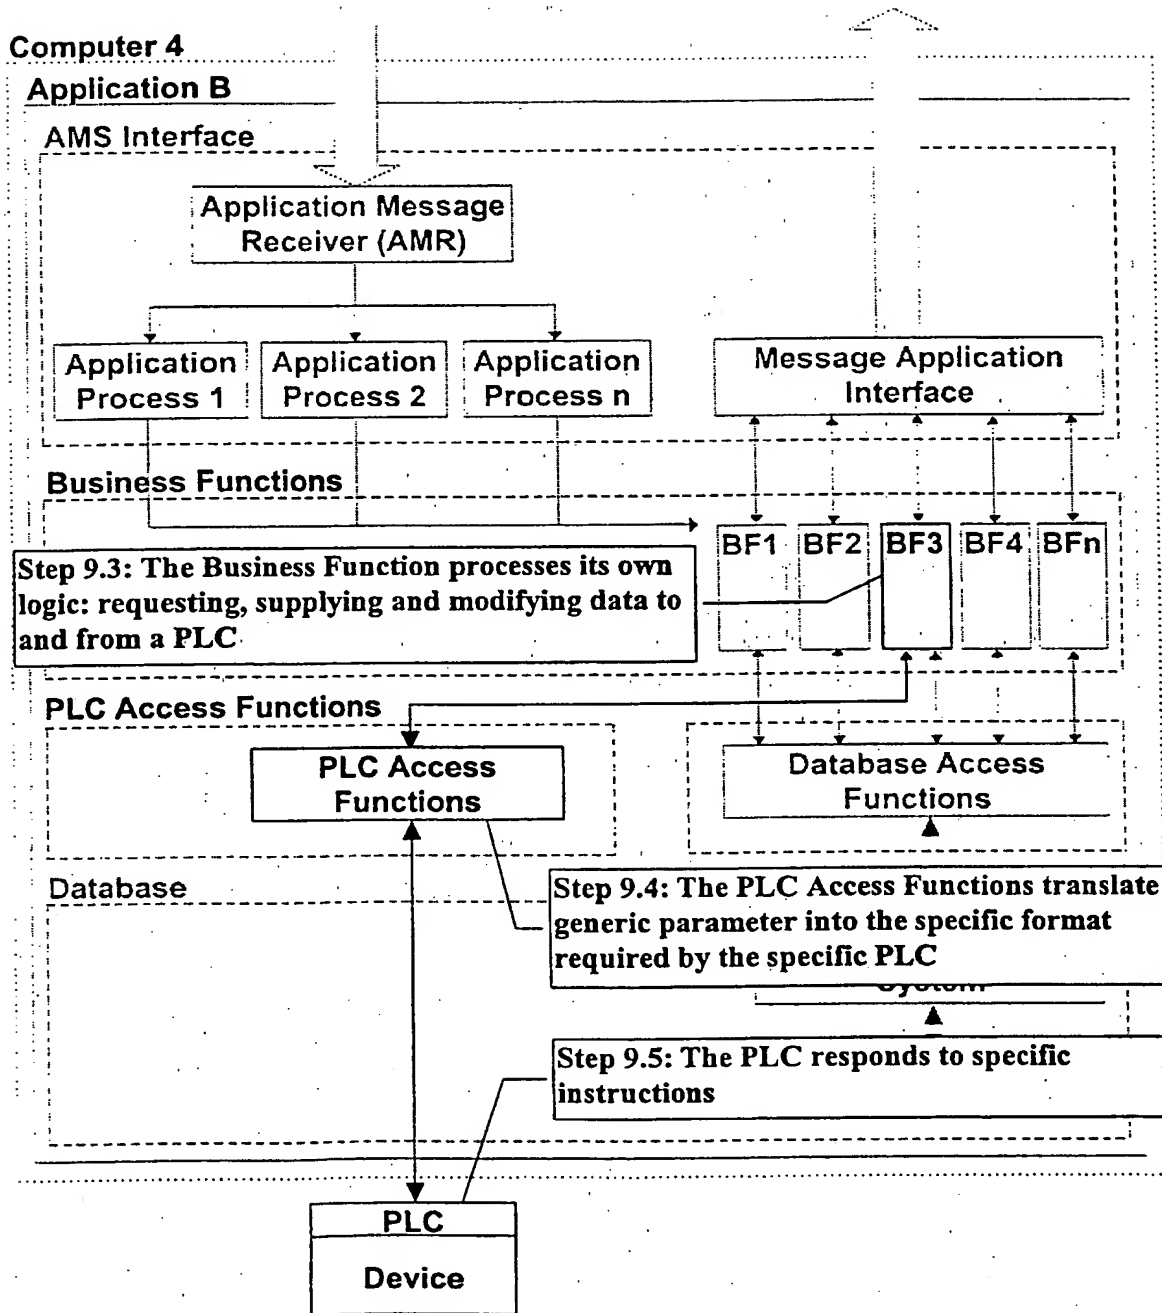 Computer 4
Application B
AMS Interface
Application Message
Receiver (AMR)
Application
Process 1
Application
Process 2
Application
Process n
Message Application
Interface
Business Functions
BF1
BF2
BF3
BF4
BFn
Step 9.3: The Business Function processes its own
logic: requesting, supplying and modifying data to
and from a PLC
PLC Access Functions
PLC Access
Functions
Database Access
Functions
Database
Step 9.4: The PLC Access Functions translate
generic parameter into the specific format
required by the specific PLC
System
Step 9.5: The PLC responds to specific
instructions
PLC
Device